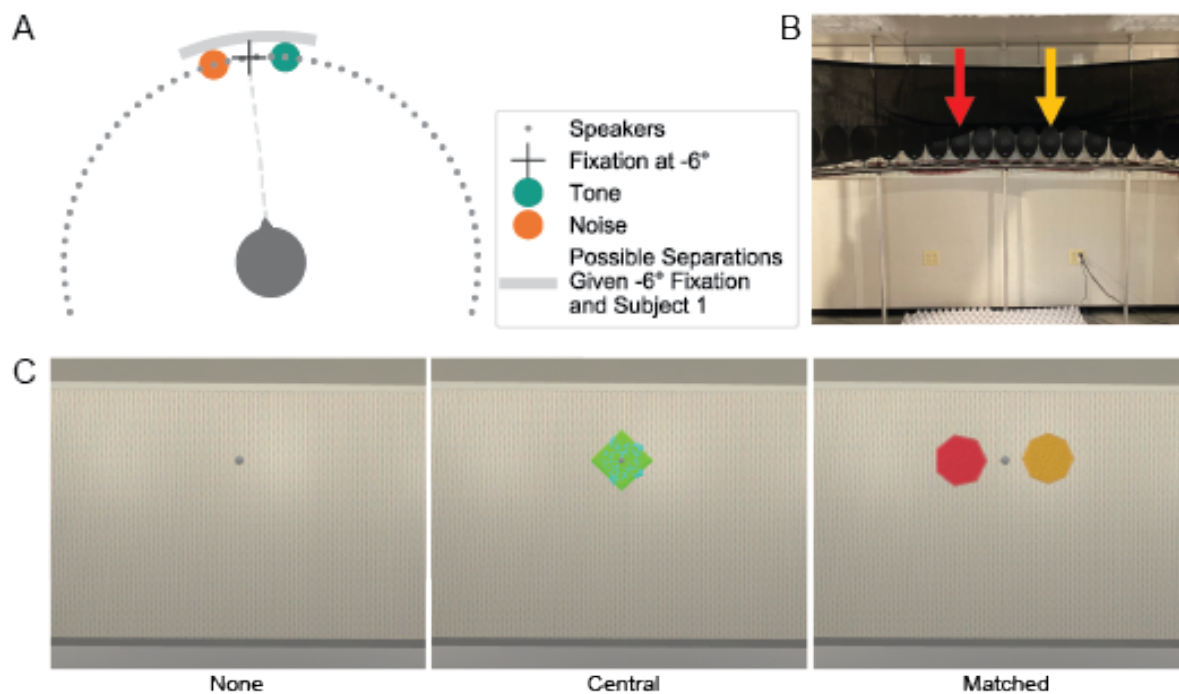 A
B
Speakers
Fixation at -6°
Tone
Noise
Possible Separations
Given -6° Fixation
and Subject 1
C
None
Central
Matched